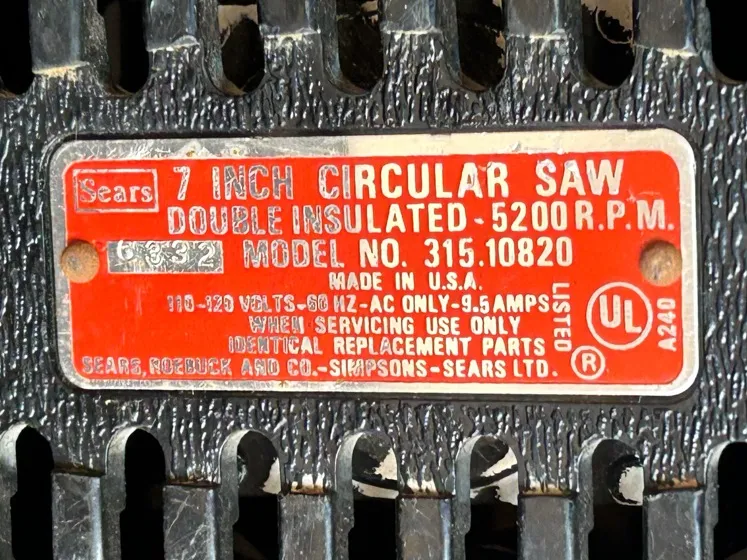 Sears
7 INCH CIRCULAR SAW
DOUBLE INSULATED - 5200 R.P.M.
6832 MODEL NO. 315.10820
MADE IN U.S.A.
110-120 VOLTS-60 HZ-AC ONLY-9.5 AMPS
WHEN SERVICING USE ONLY
IDENTICAL REPLACEMENT PARTS
SEARS, ROEBUCK AND CO.-SIMPSONS-SEARS LTD.
LISTED
UL
®
A240